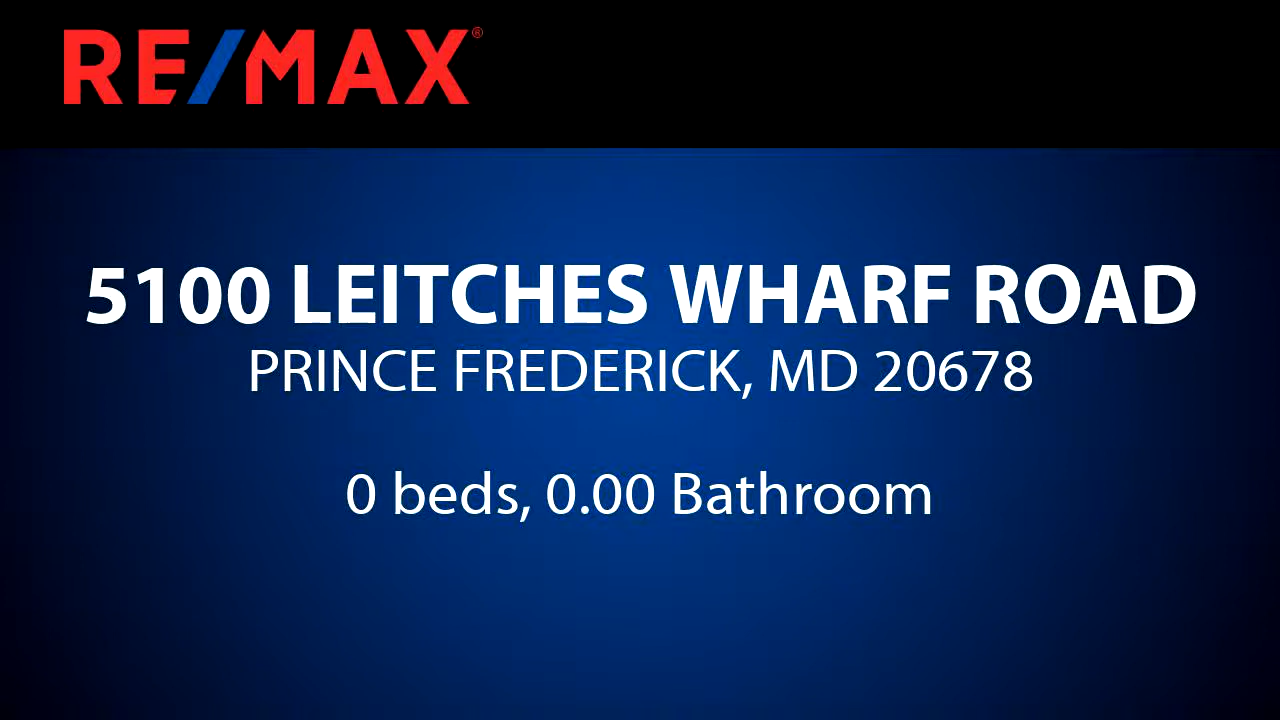 RE/MAX®
5100 LEITCHES WHARF ROAD
PRINCE FREDERICK, MD 20678
0 beds, 0.00 Bathroom